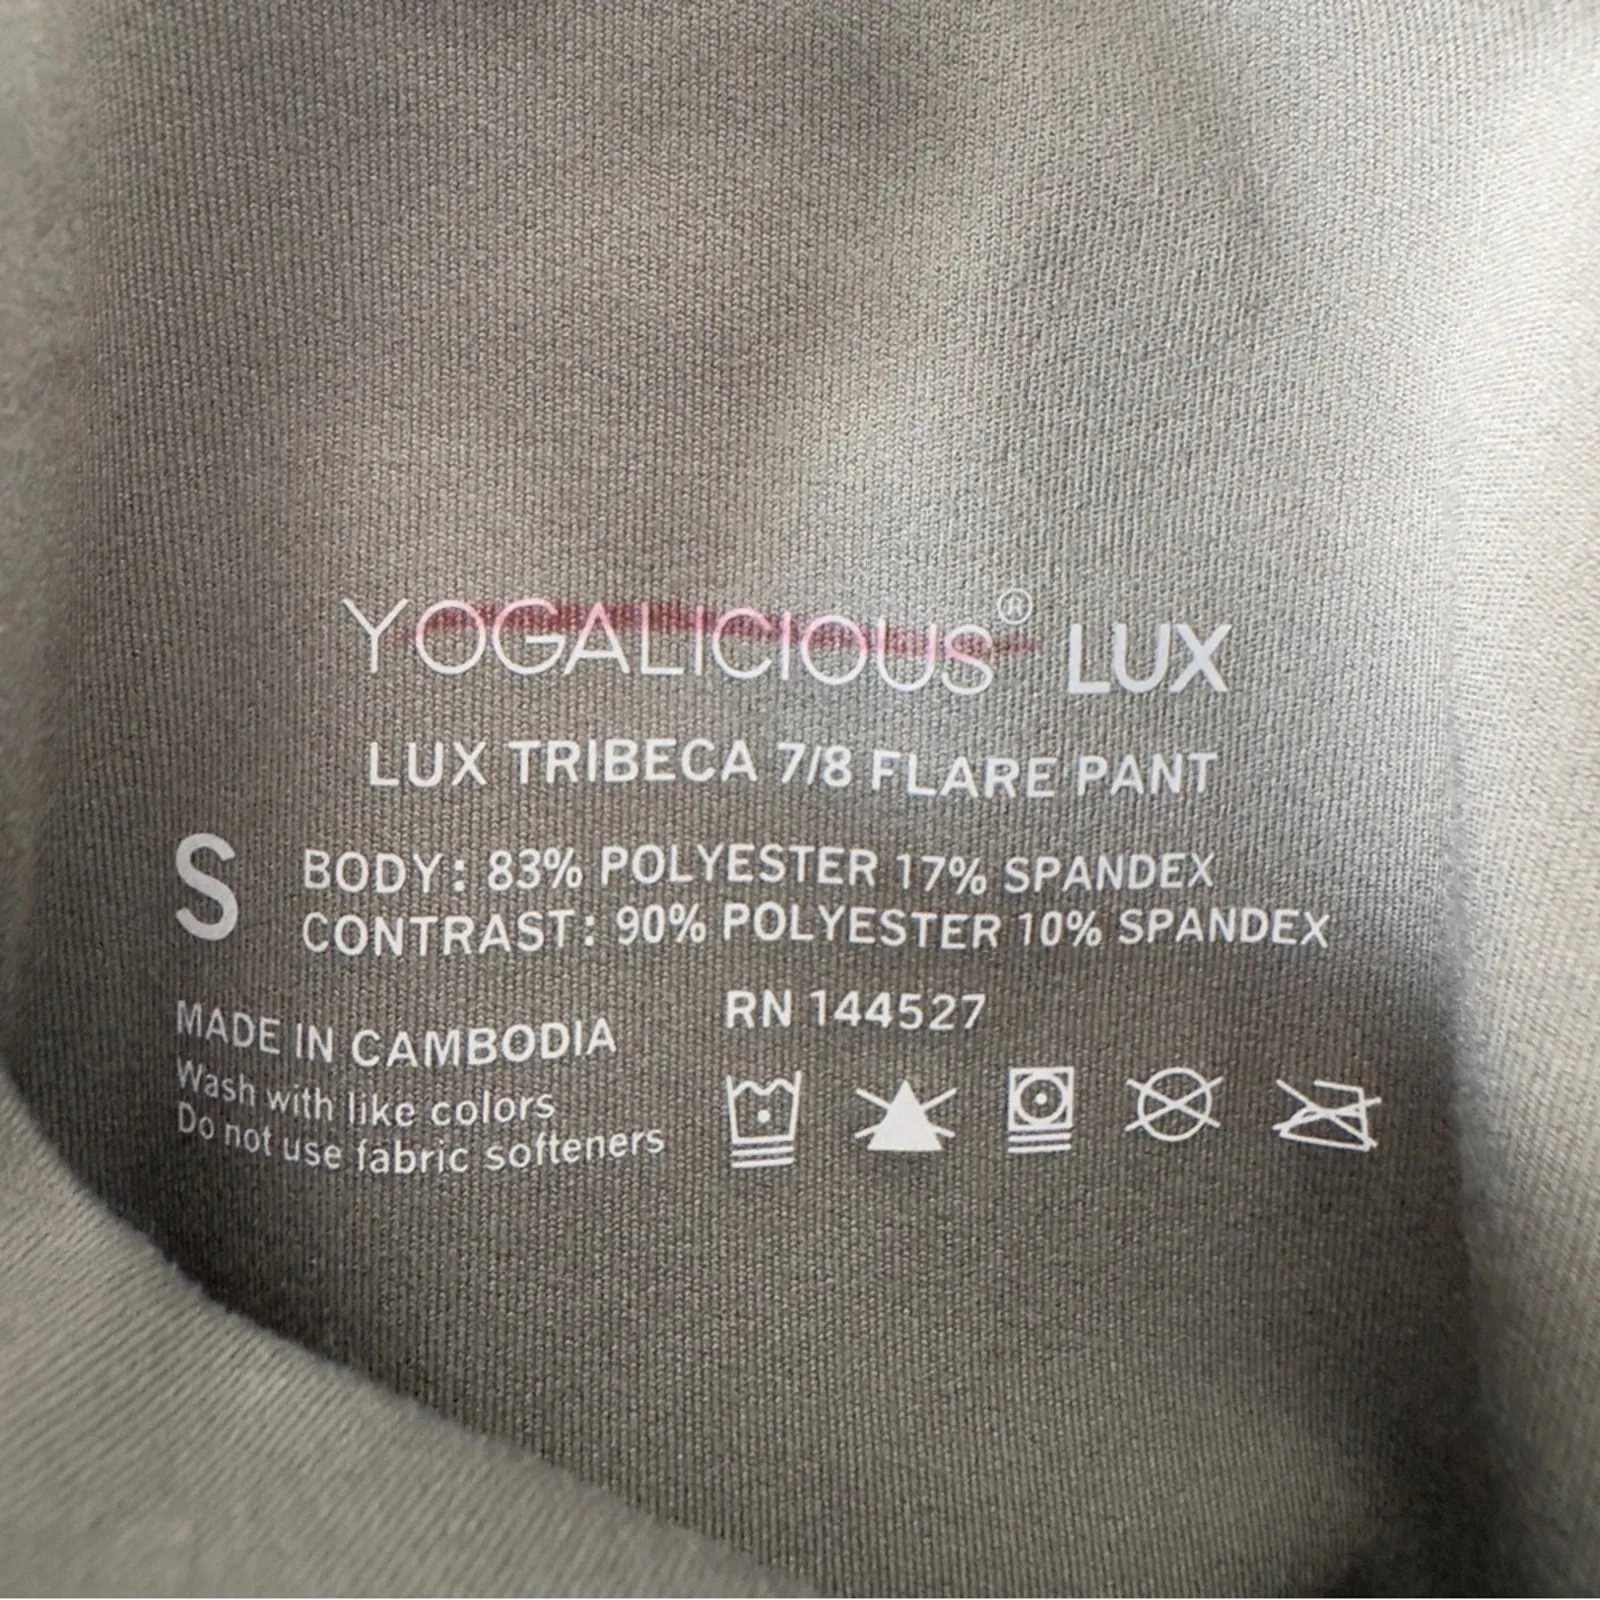 YOGALICIOUS® LUX
LUX TRIBECA 7/8 FLARE PANT
S
BODY: 83% POLYESTER 17% SPANDEX
CONTRAST: 90% POLYESTER 10% SPANDEX
RN 144527
MADE IN CAMBODIA
Wash with like colors
Do not use fabric softeners